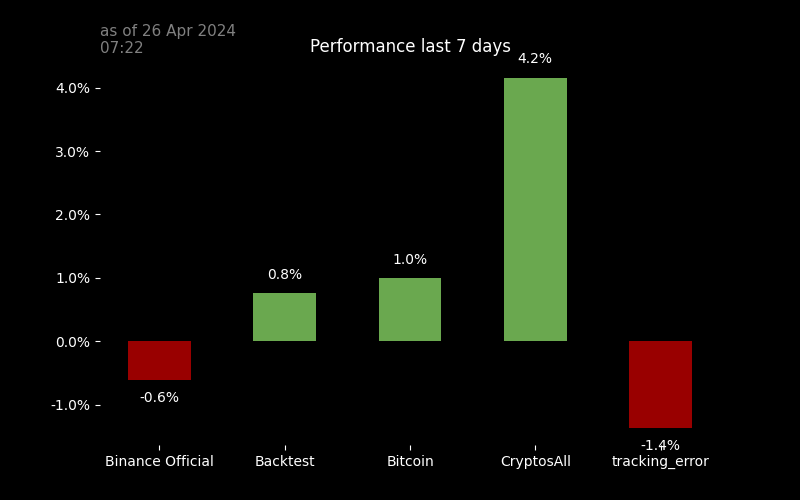 as of 26 Apr 2024
07:22
Performance last 7 days
4.2%
4.0%
3.0%
2.0%
1.0%
0.0%
-1.0%
0.8%
1.0%
-0.6%
-1.4%
Binance Official
Backtest
Bitcoin
CryptosAll
tracking_error